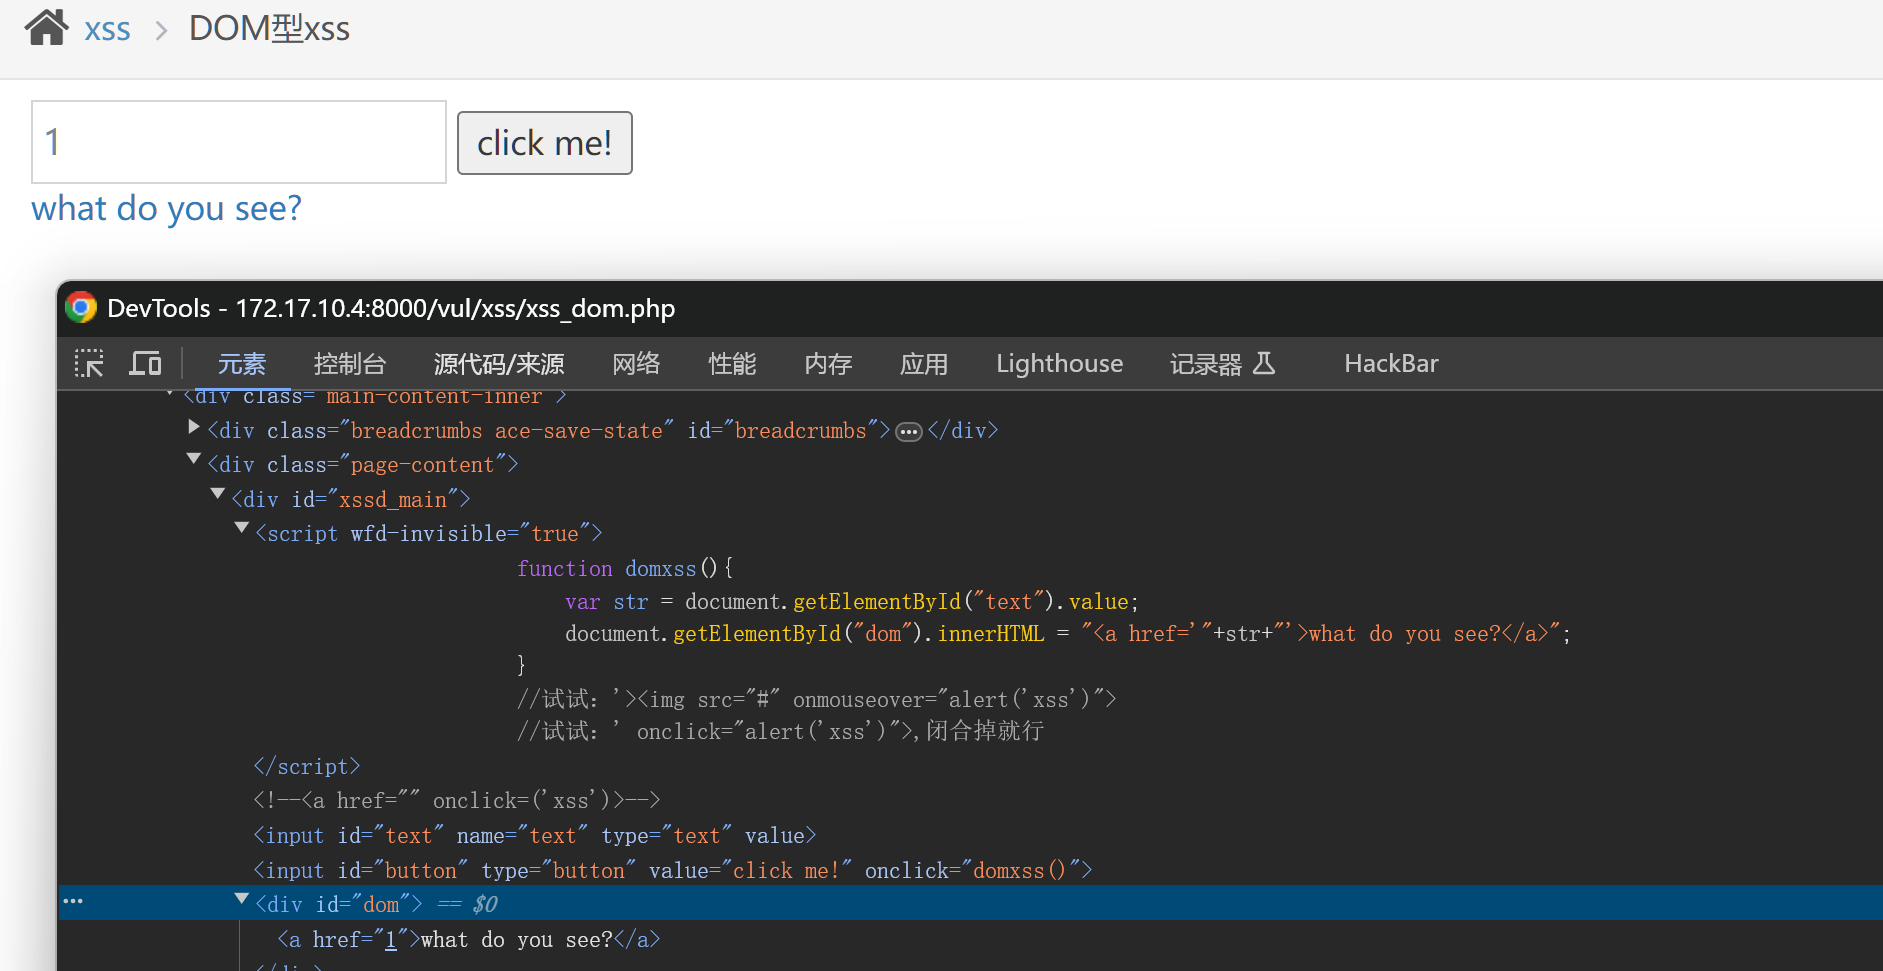 xss > DOM型xss
1 click me!
what do you see?
DevTools - 172.17.10.4:8000/vul/xss/xss_dom.php
元素 控制台 源代码/来源 网络 性能 内存 应用 Lighthouse 记录器 HackBar
<div class="main-content-inner">
<div class="breadcrumbs ace-save-state" id="breadcrumbs">…</div>
<div class="page-content">
<div id="xssd_main">
<script wfd-invisible="true">
function domxss(){
var str = document.getElementById("text").value;
document.getElementById("dom").innerHTML = "<a href='"+str+"'>what do you see?</a>";
}
//试试：'><img src="#" onmouseover="alert('xss')">
//试试：' onclick="alert('xss')">,闭合掉就行
</script>
<!--<a href="" onclick=('xss')>-->
<input id="text" name="text" type="text" value>
<input id="button" type="button" value="click me!" onclick="domxss()">
… <div id="dom"> == $0
<a href="1">what do you see?</a>
</div>